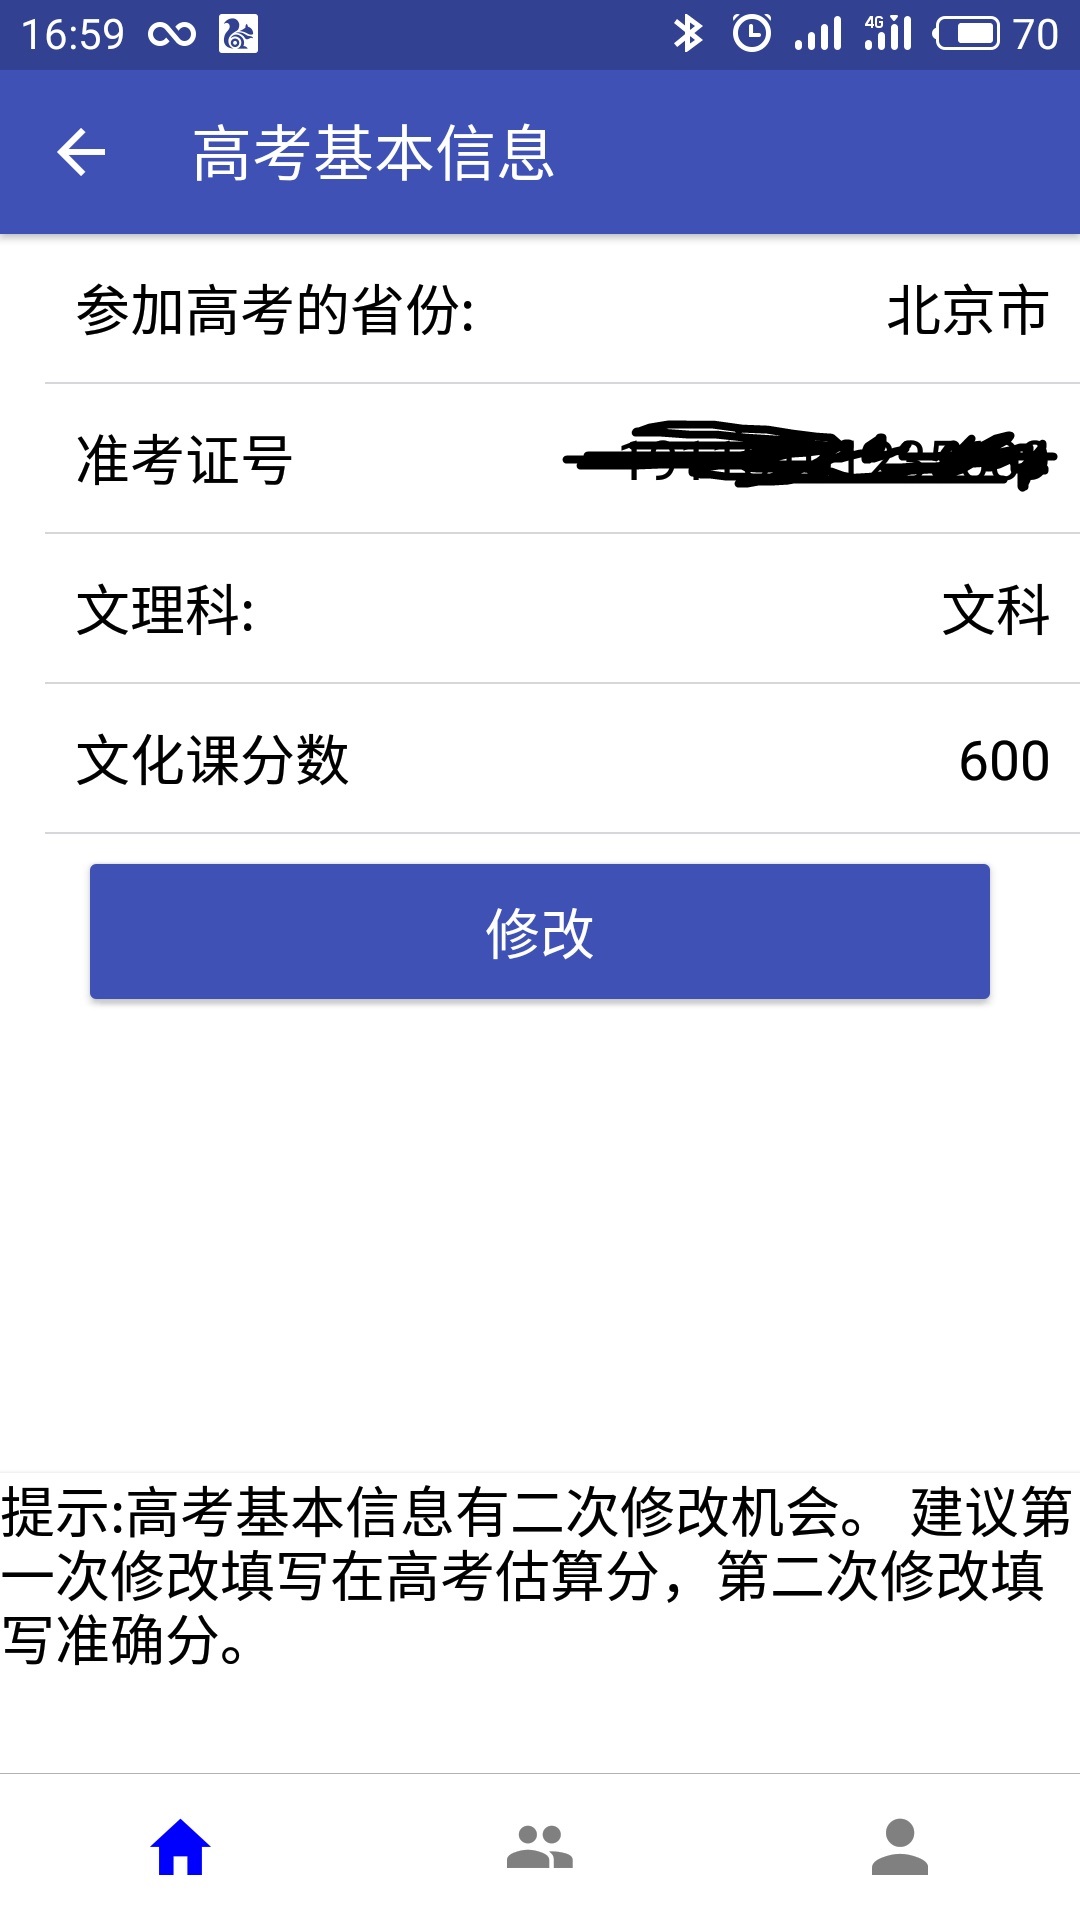 16:59
4G
70
高考基本信息
参加高考的省份:
北京市
准考证号
文理科:
文科
文化课分数
600
修改
提示:高考基本信息有二次修改机会。 建议第
一次修改填写在高考估算分，第二次修改填
写准确分。